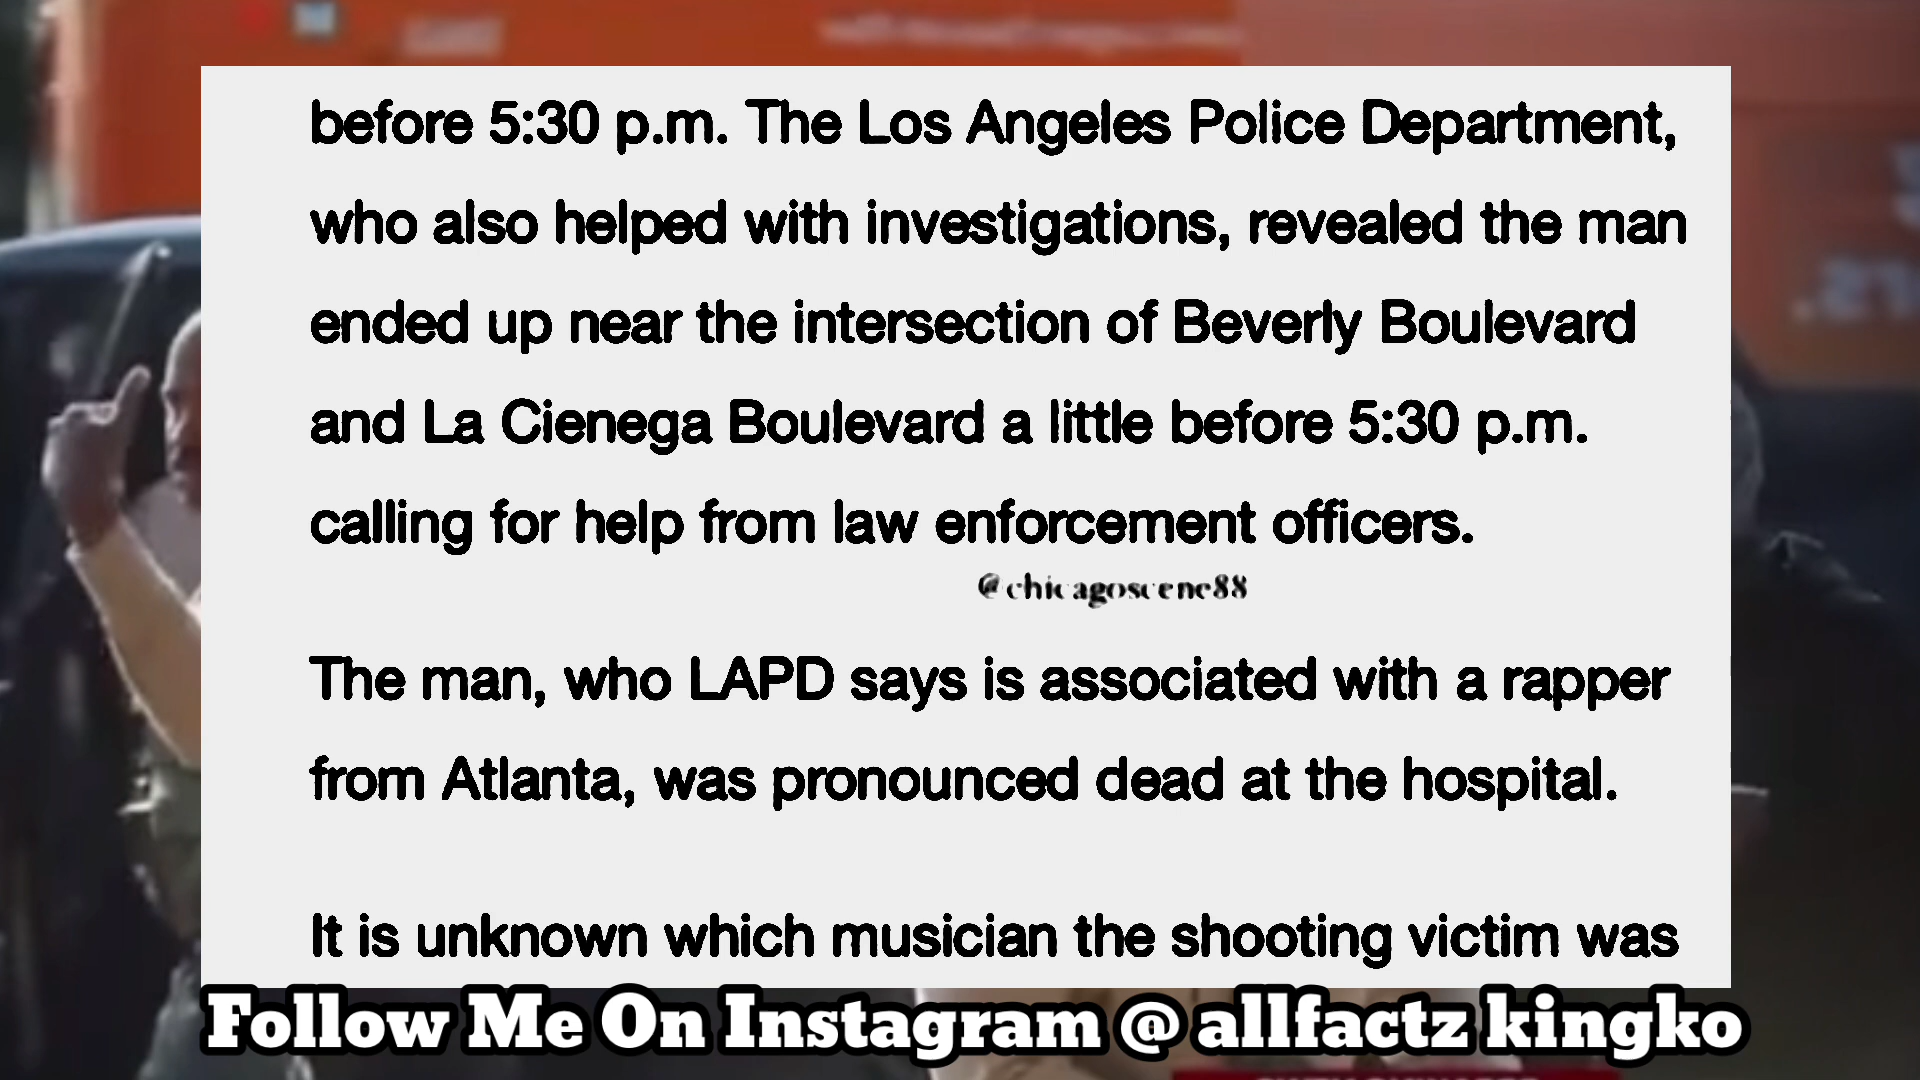 before 5:30 p.m. The Los Angeles Police Department,
who also helped with investigations, revealed the man
ended up near the intersection of Beverly Boulevard
and La Cienega Boulevard a little before 5:30 p.m.
calling for help from law enforcement officers.
@chicagoscene88
The man, who LAPD says is associated with a rapper
from Atlanta, was pronounced dead at the hospital.
It is unknown which musician the shooting victim was
Follow Me On Instagram @ allfactz kingko